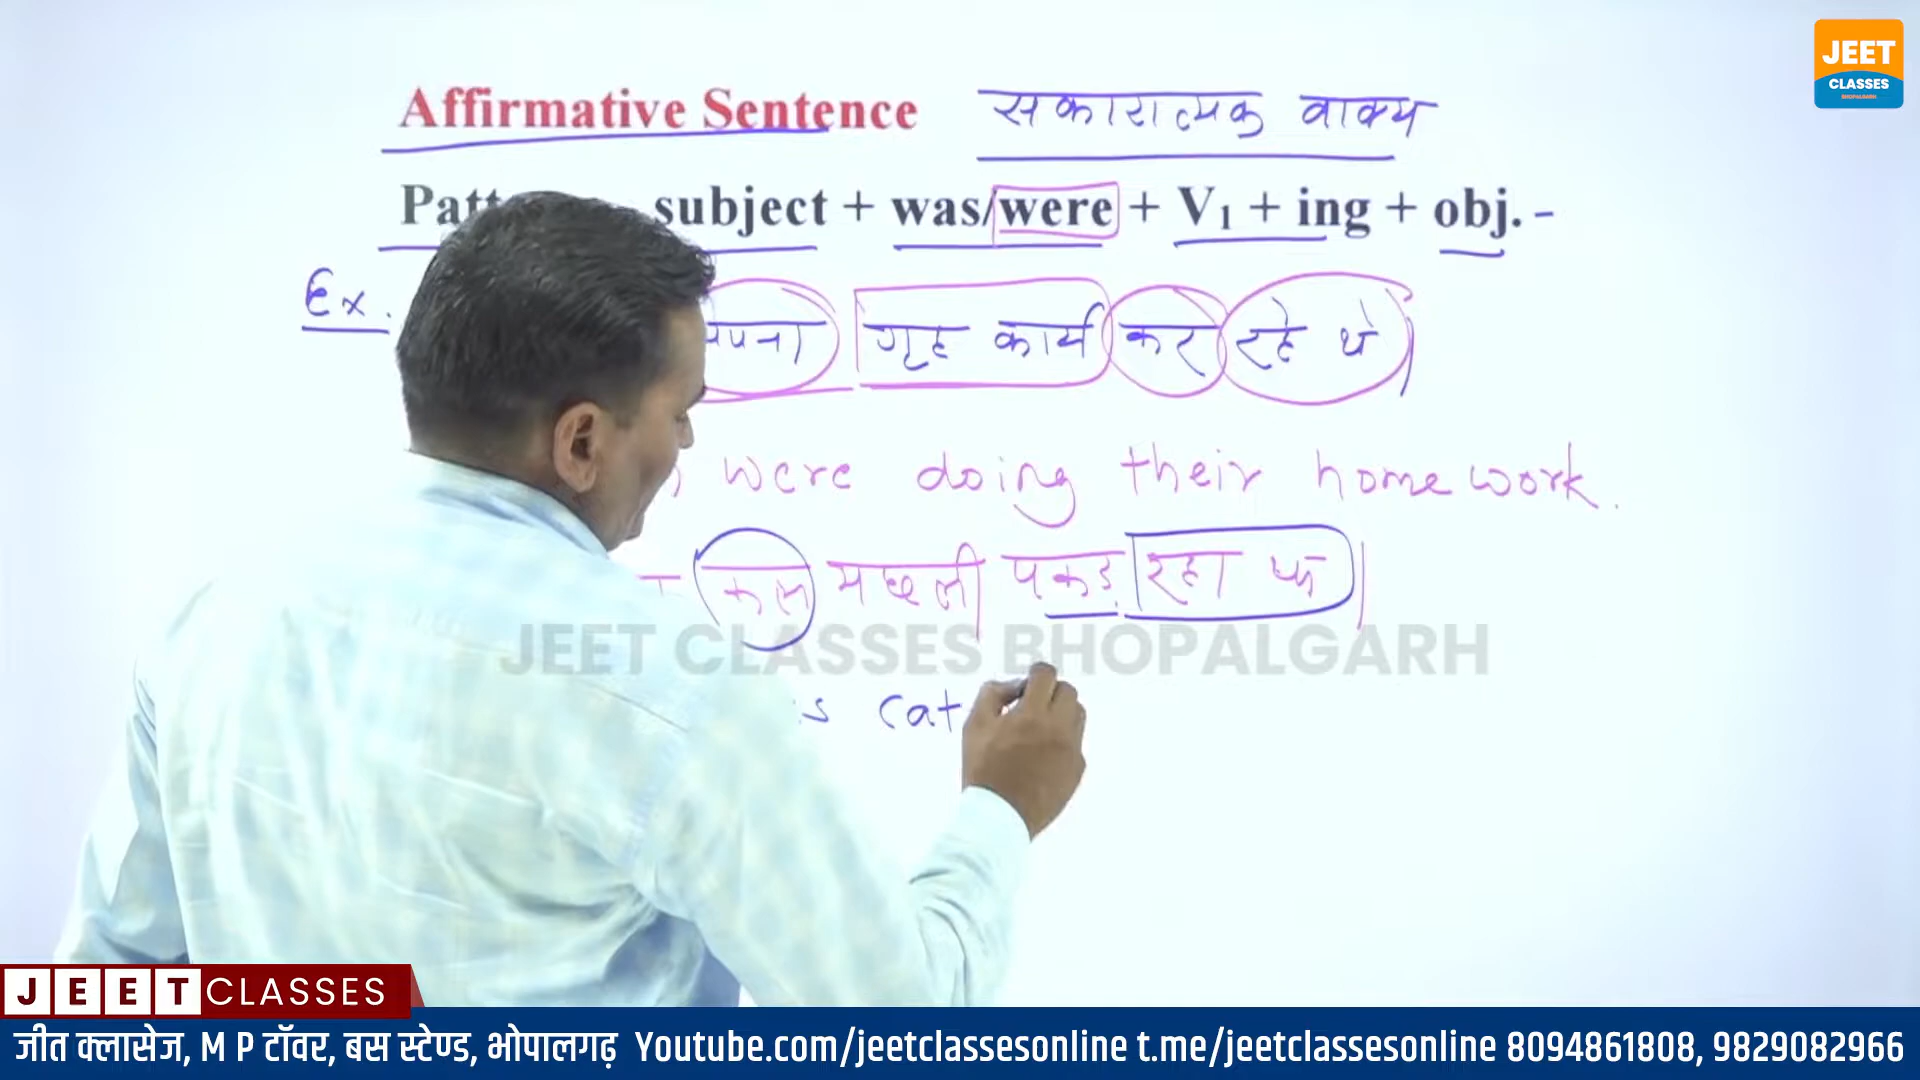 JEET
CLASSES
BHOPALGARH
Affirmative Sentence सकारात्मक वाक्य
subject + was/were + V₁ + ing + obj. -
Ex. गृह कार्य कर रहे थे|
were doing their homework.
कल मछली पकड़ रहा था|
JEET CLASSES BHOPALGARH
JEET CLASSES
जीत क्लासेज, M P टॉवर, बस स्टेण्ड, भोपालगढ़ Youtube.com/jeetclassesonline t.me/jeetclassesonline 8094861808, 9829082966